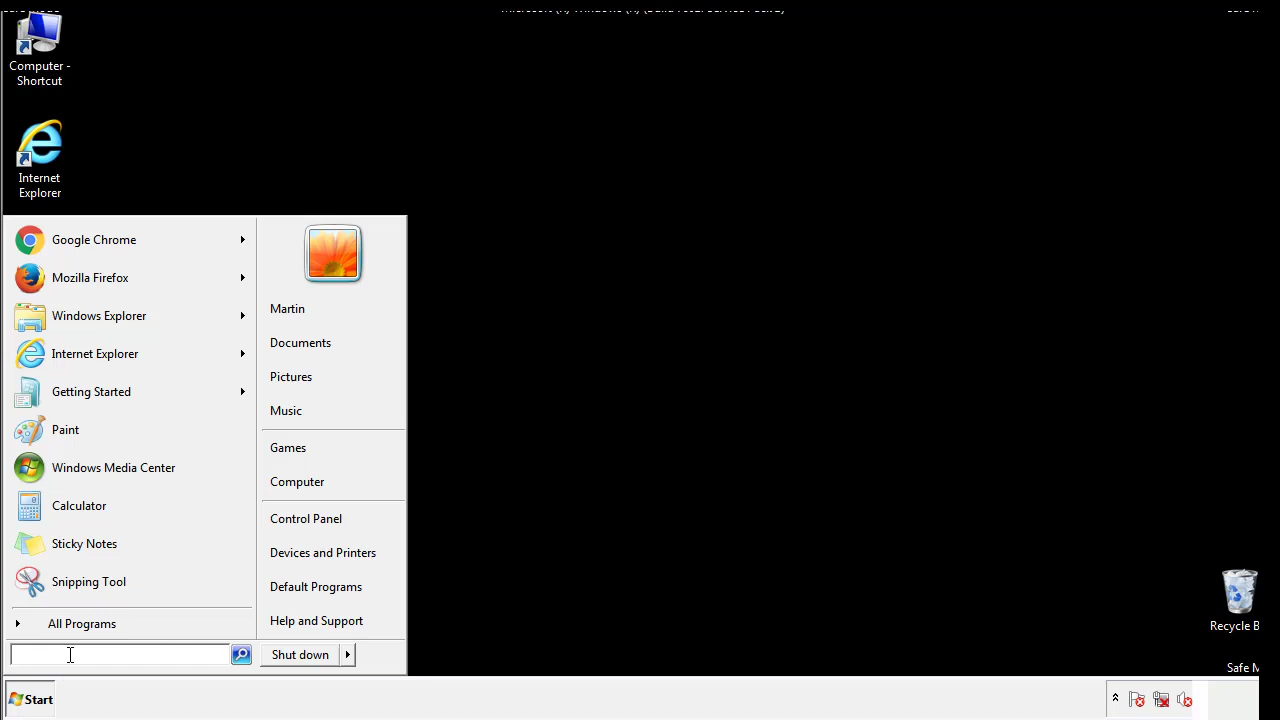 Computer -
Shortcut
Internet
Explorer
Google Chrome
Mozilla Firefox
Windows Explorer
Internet Explorer
Getting Started
Paint
Windows Media Center
Calculator
Sticky Notes
Snipping Tool
All Programs
Martin
Documents
Pictures
Music
Games
Computer
Control Panel
Devices and Printers
Default Programs
Help and Support
Shut down
Recycle B
Safe M
Start